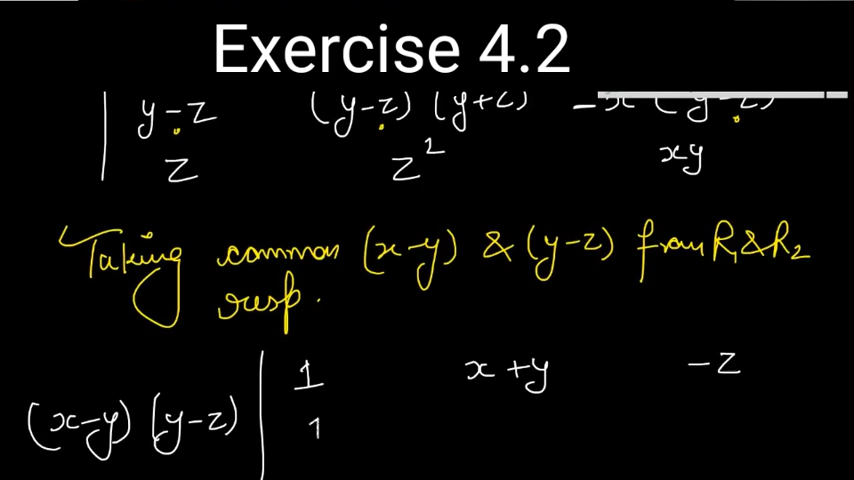 Exercise 4.2
y-z (y-z) (y+z) -x (y-z)
z z² xy
Taking common (x-y) & (y-z) from R₁ & R₂
resp.
1 x+y -z
(x-y) (y-z) 1